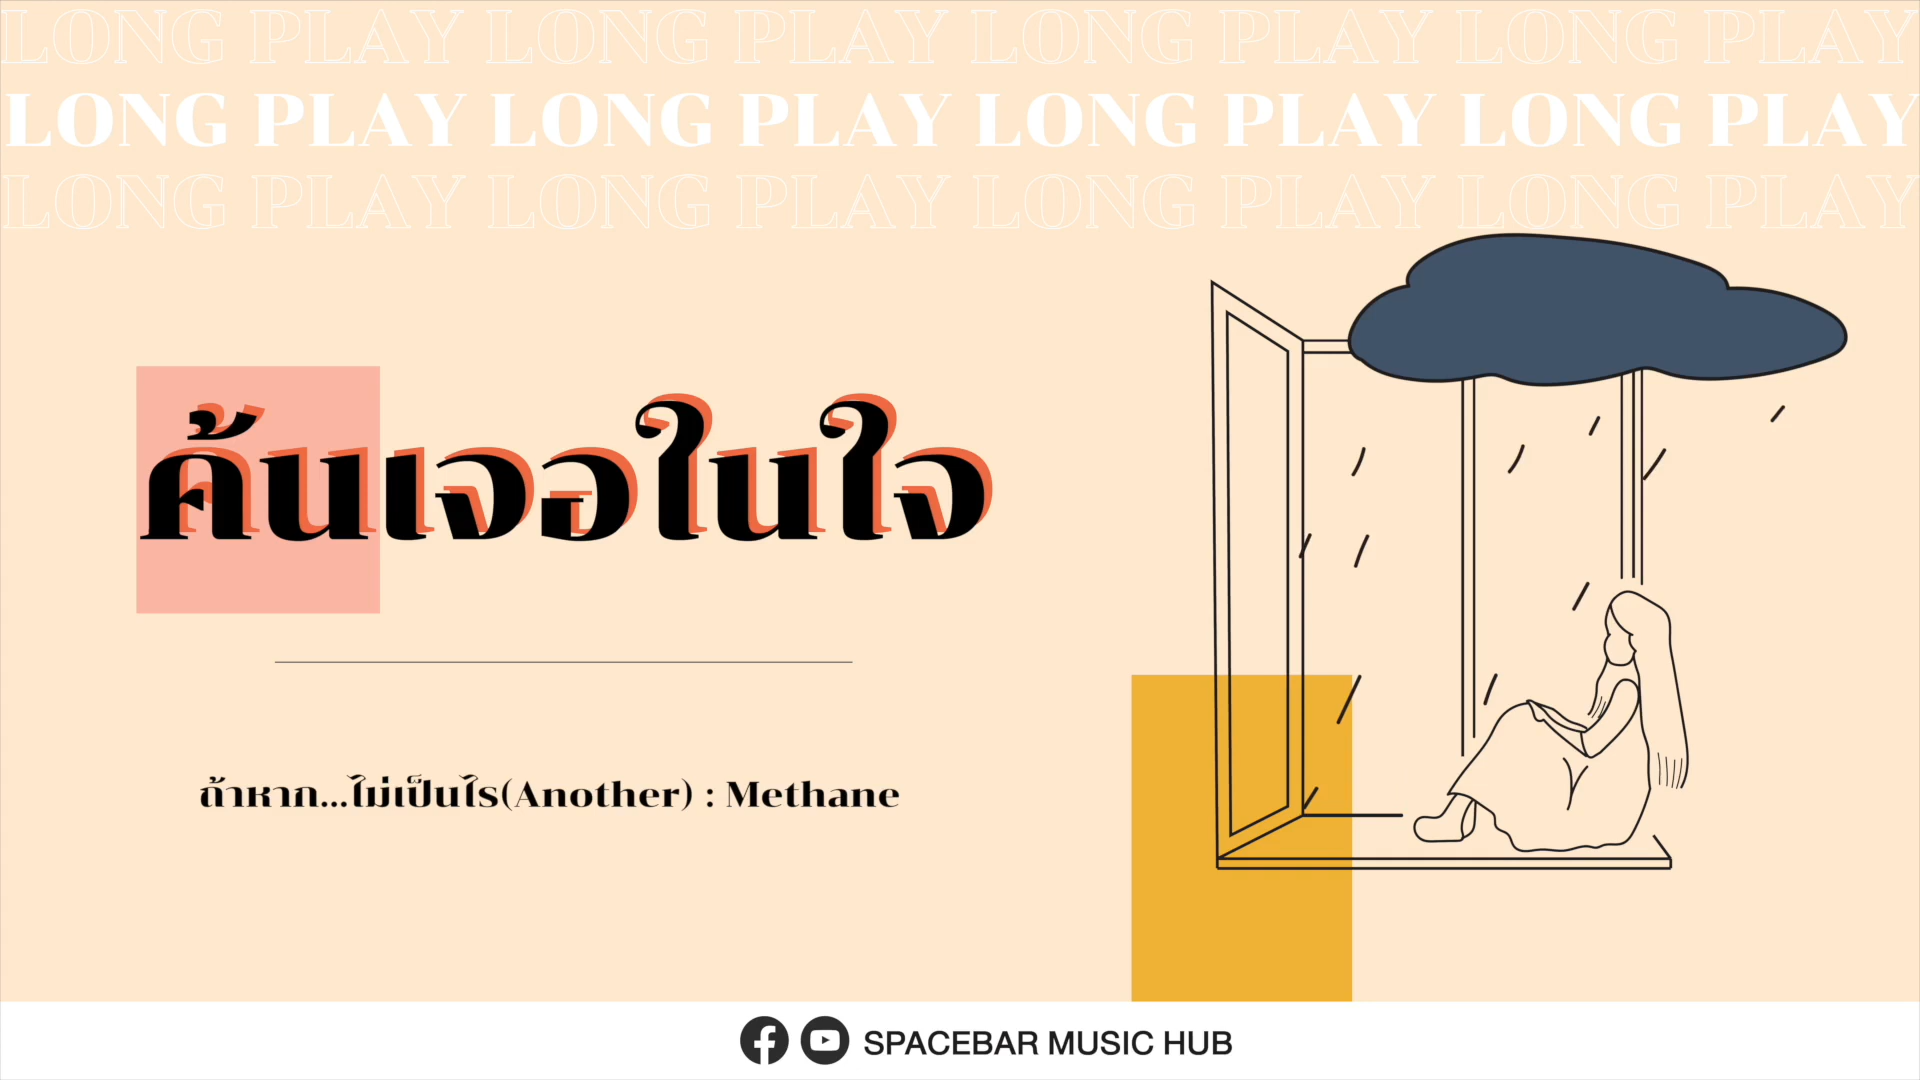 LONG PLAY LONG PLAY LONG PLAY LONG PLAY
LONG PLAY LONG PLAY LONG PLAY LONG PLAY
LONG PLAY LONG PLAY LONG PLAY LONG PLAY
ค้นเจอในใจ
ถ้าหาก...ไม่เป็นไร(Another) : Methane
SPACEBAR MUSIC HUB